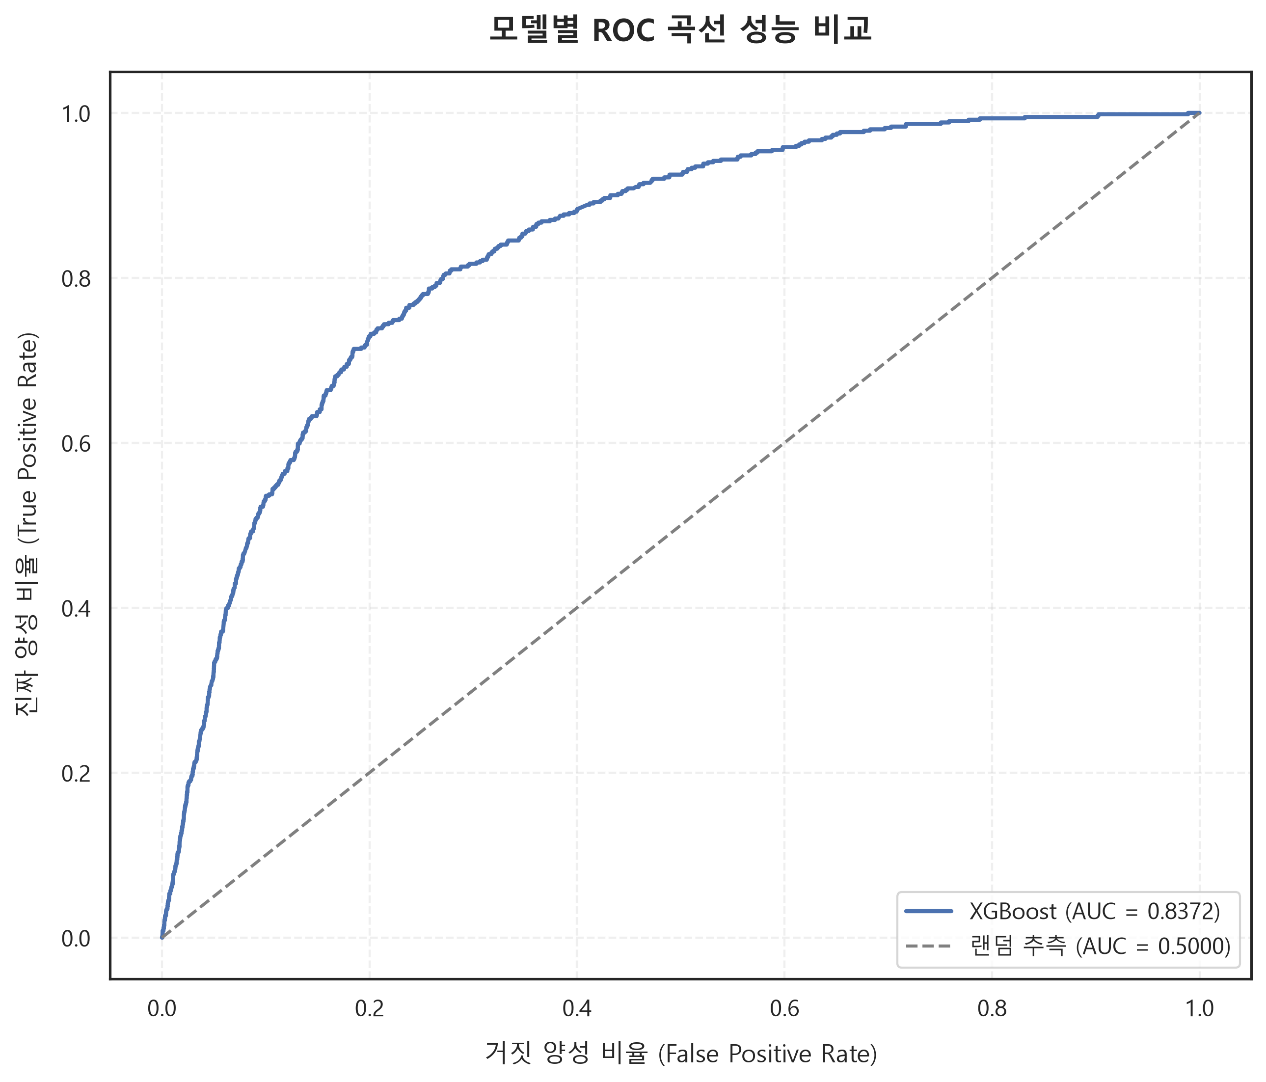 모델별 ROC 곡선 성능 비교
진짜 양성 비율 (True Positive Rate)
1.0
0.8
0.6
0.4
0.2
0.0
XGBoost (AUC = 0.8372)
랜덤 추측 (AUC = 0.5000)
0.0 0.2 0.4 0.6 0.8 1.0
거짓 양성 비율 (False Positive Rate)